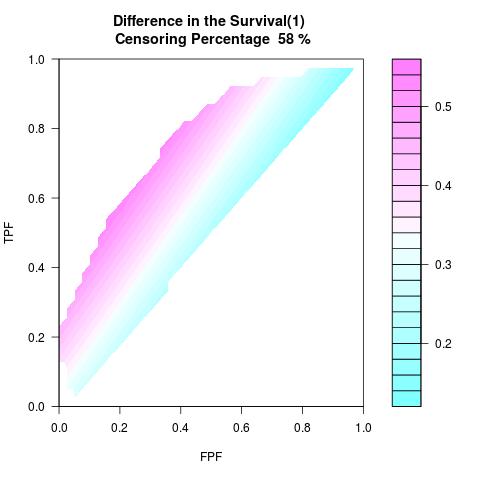 Difference in the Survival(1)
Censoring Percentage 58 %
1.0
0.8
0.6
0.4
0.2
0.0
TPF
0.0 0.2 0.4 0.6 0.8 1.0
FPF
0.5
0.4
0.3
0.2